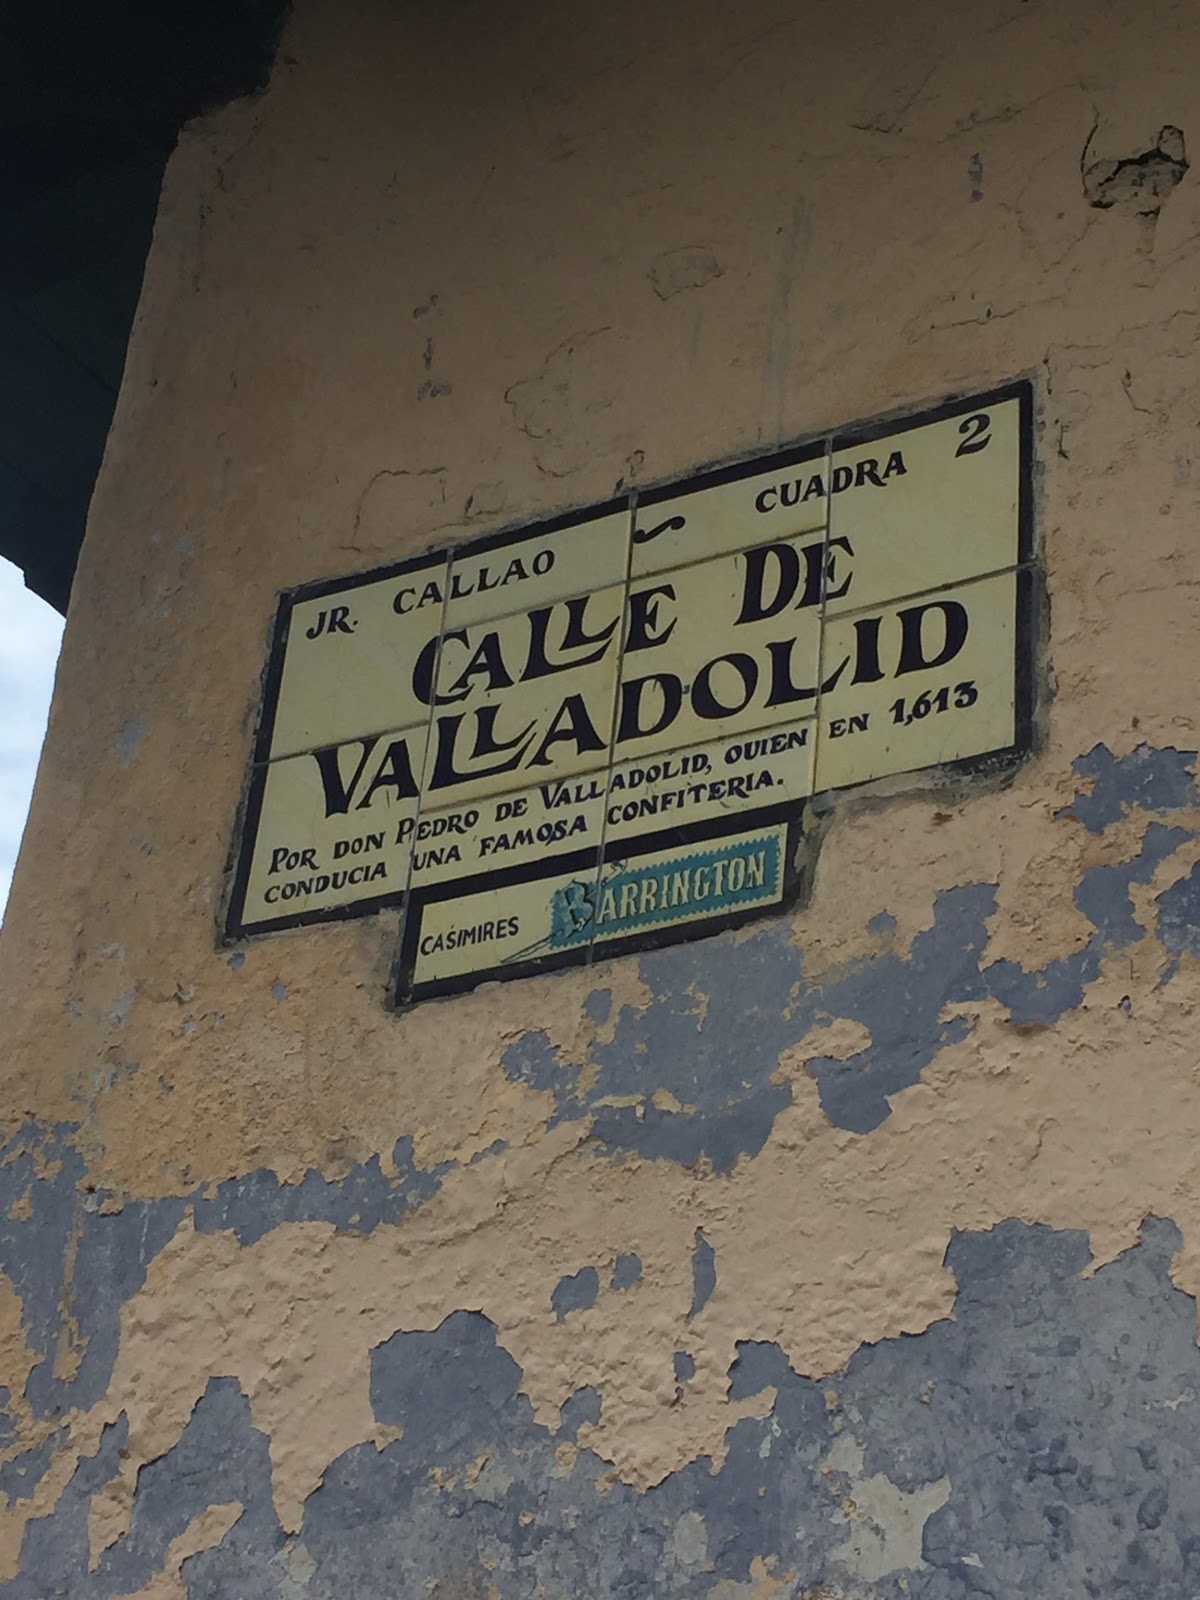 JR. CALLAO ~ CUADRA 2
CALLE DE
VALLADOLID
POR DON PEDRO DE VALLADOLID, QUIEN EN 1,613
CONDUCIA UNA FAMOSA CONFITERIA.
CASIMIRES BARRINGTON